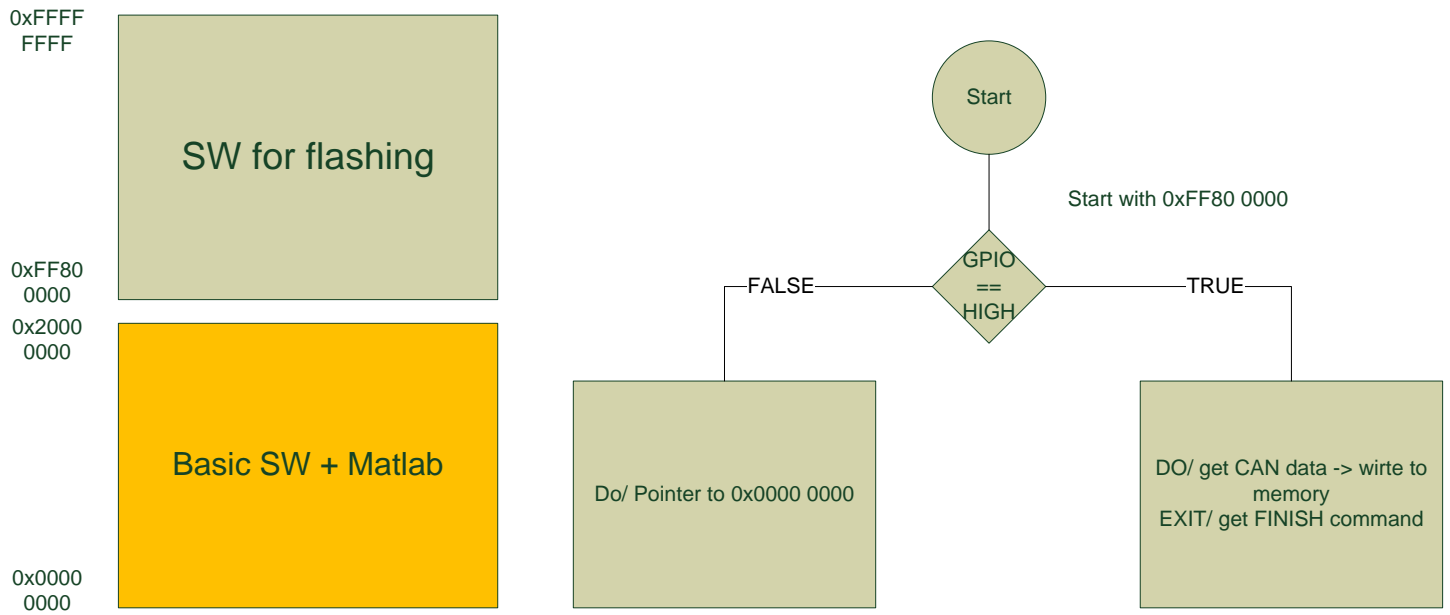 0xFFFF
FFFF
SW for flashing
0xFF80
0000
0x2000
0000
Basic SW + Matlab
0x0000
0000
Start
Start with 0xFF80 0000
GPIO
==
HIGH
FALSE
TRUE
Do/ Pointer to 0x0000 0000
DO/ get CAN data -> wirte to
memory
EXIT/ get FINISH command